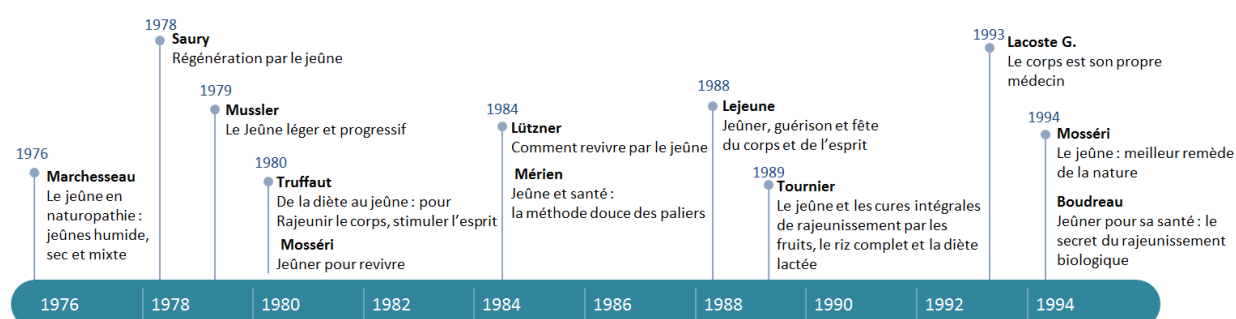 1976
Marchesseau
Le jeûne en
naturopathie :
jeûnes humide,
sec et mixte
1978
Saury
Régénération par le jeûne
1979
Mussler
Le Jeûne léger et progressif
1980
Truffaut
De la diète au jeûne : pour
Rajeunir le corps, stimuler l’esprit
Mosséri
Jeûner pour revivre
1984
Lützner
Comment revivre par le jeûne
Mérien
Jeûne et santé :
la méthode douce des paliers
1988
Lejeune
Jeûner, guérison et fête
du corps et de l’esprit
1989
Tournier
Le jeûne et les cures intégrales
de rajeunissement par les
fruits, le riz complet et la diète
lactée
1993
Lacoste G.
Le corps est son propre
médecin
1994
Mosséri
Le jeûne : meilleur remède
de la nature
Boudreau
Jeûner pour sa santé : le
secret du rajeunissement
biologique
1976 1978 1980 1982 1984 1986 1988 1990 1992 1994